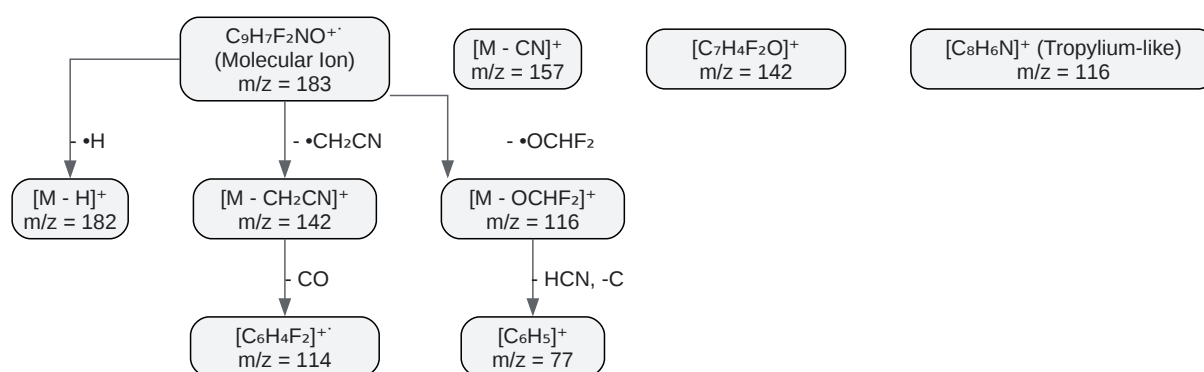 C₉H₇F₂NO⁺˙
(Molecular Ion)
m/z = 183
[M - CN]⁺
m/z = 157
[C₇H₄F₂O]⁺
m/z = 142
[C₈H₆N]⁺ (Tropylium-like)
m/z = 116
- •H
- •CH₂CN
- •OCHF₂
[M - H]⁺
m/z = 182
[M - CH₂CN]⁺
m/z = 142
[M - OCHF₂]⁺
m/z = 116
- CO
- HCN, -C
[C₆H₄F₂]⁺˙
m/z = 114
[C₆H₅]⁺
m/z = 77